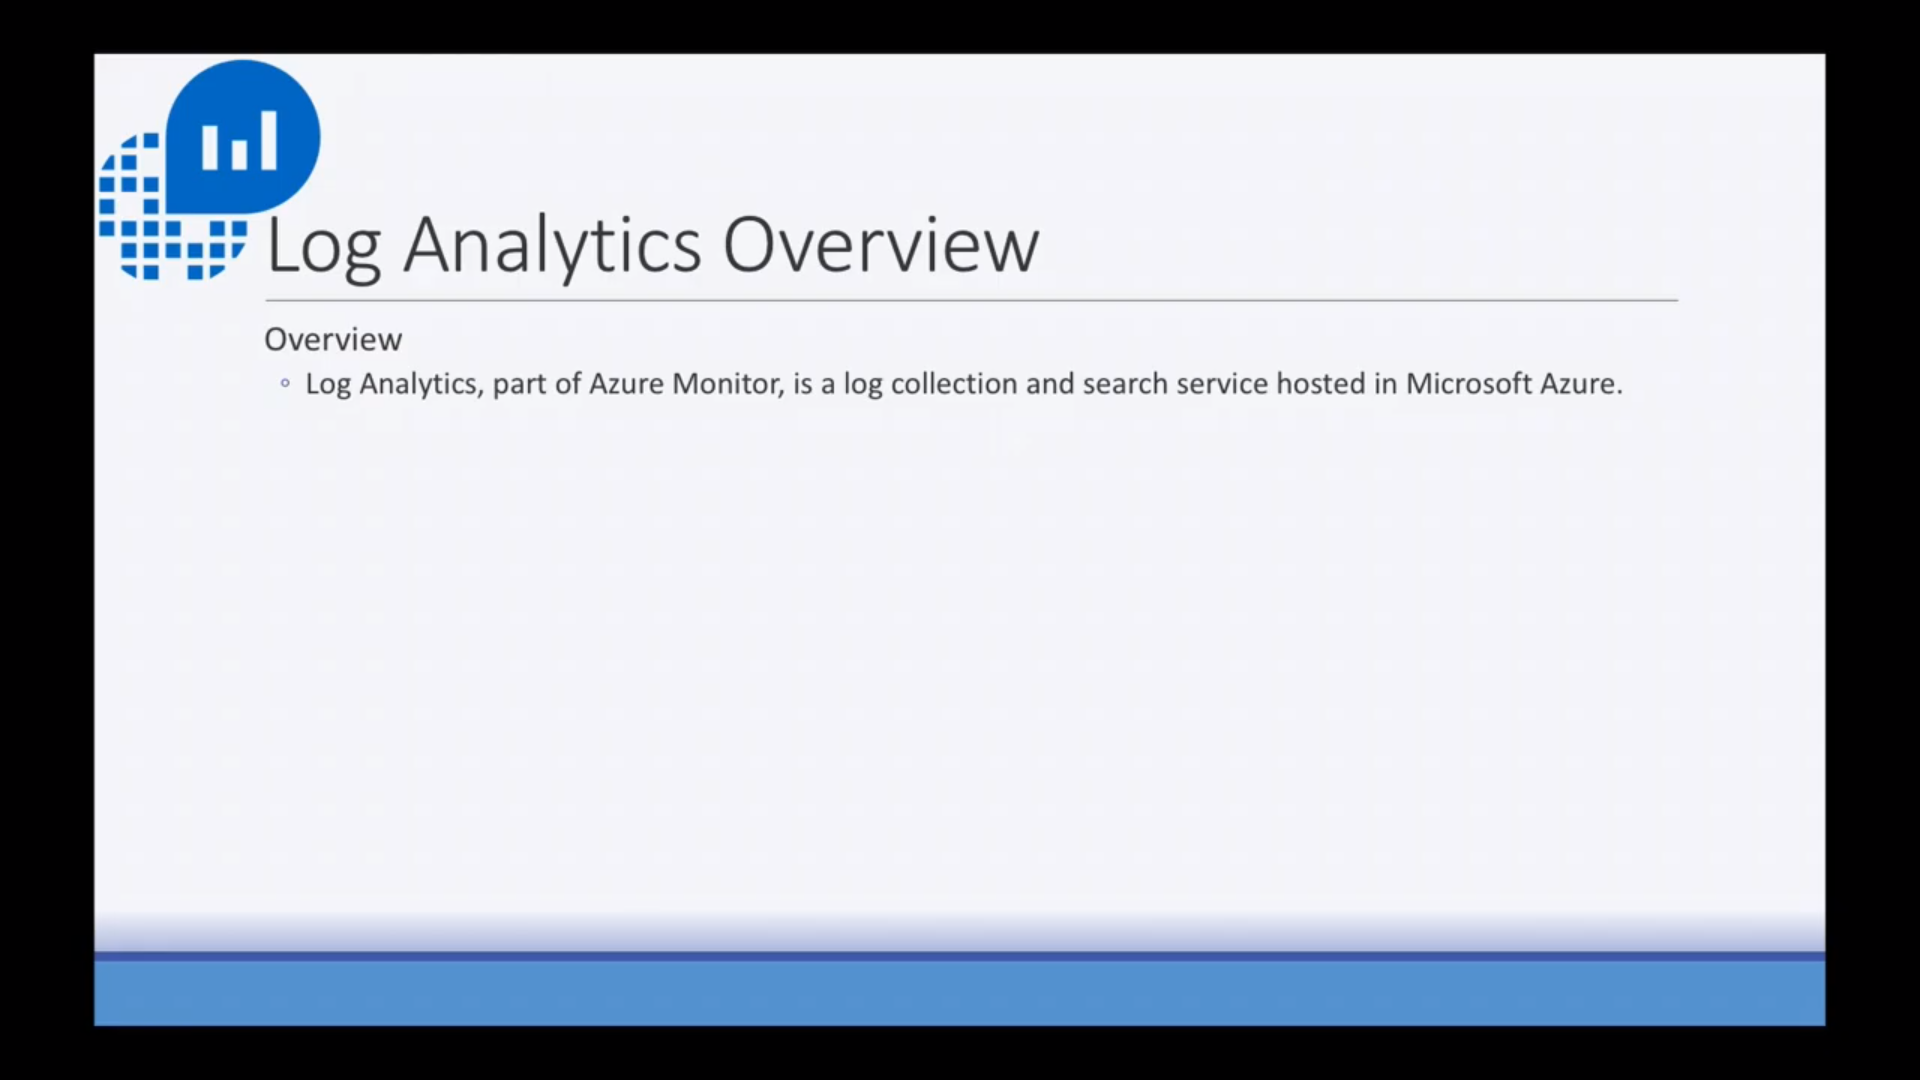 Log Analytics Overview
Overview
◦ Log Analytics, part of Azure Monitor, is a log collection and search service hosted in Microsoft Azure.